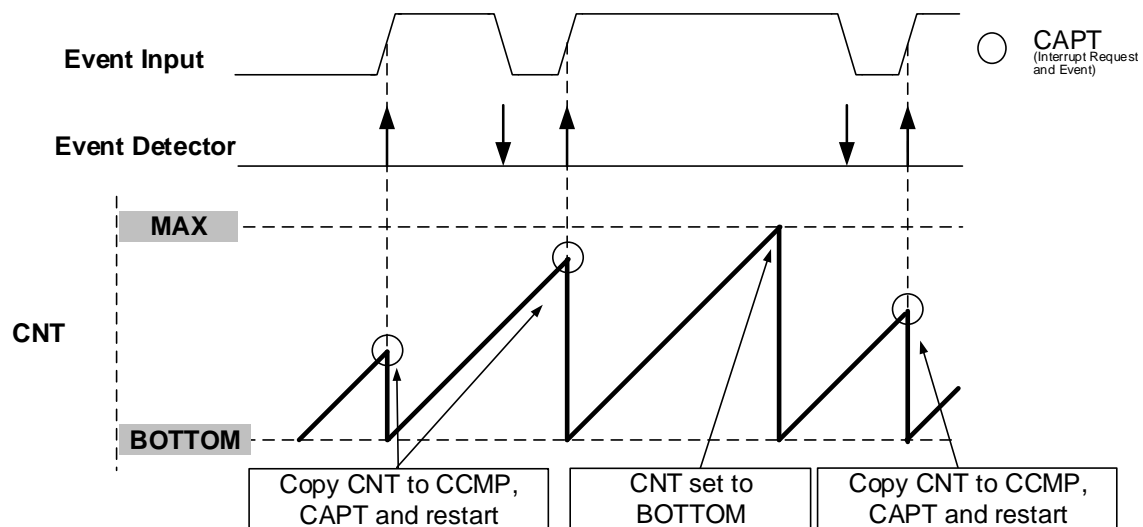 Event Input
CAPT
(Interrupt Request
and Event)
Event Detector
MAX
CNT
BOTTOM
Copy CNT to CCMP,
CAPT and restart
CNT set to
BOTTOM
Copy CNT to CCMP,
CAPT and restart